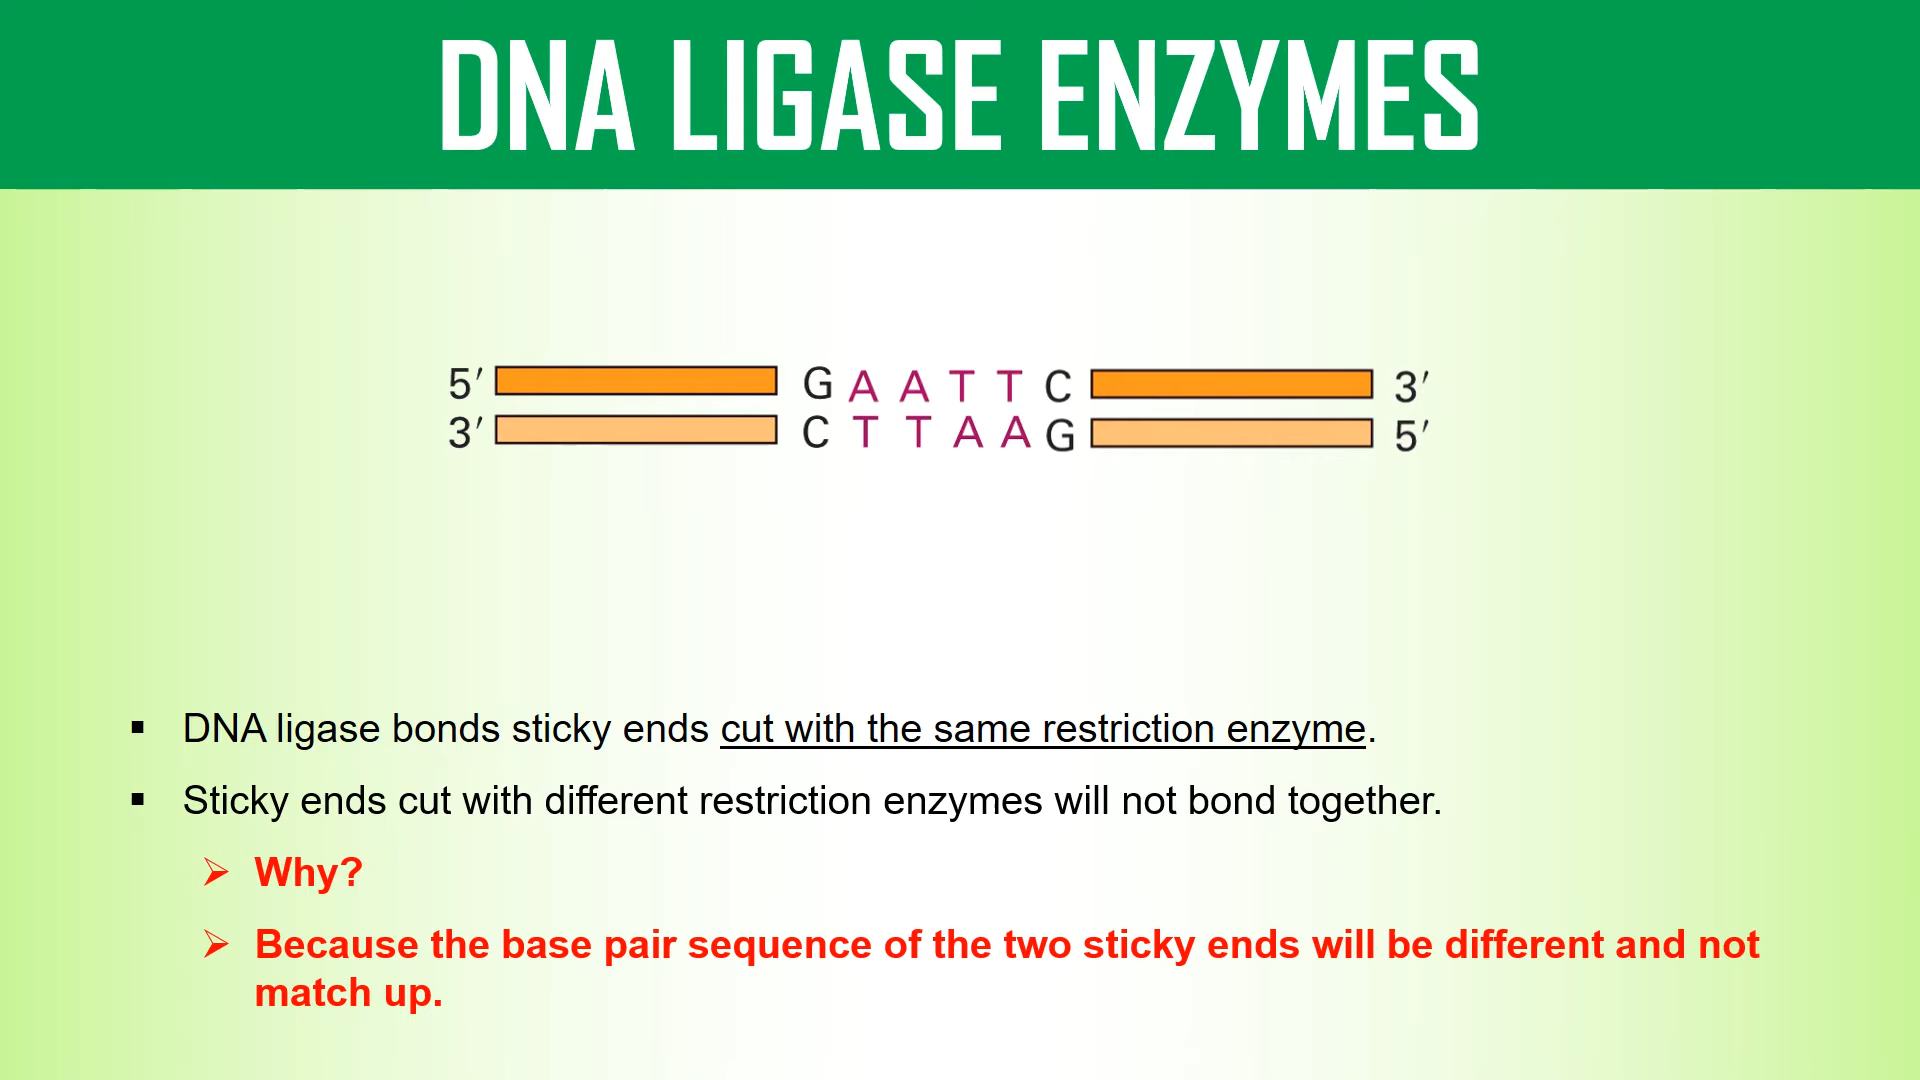 DNA LIGASE ENZYMES
5′ G A A T T C 3′
3′ C T T A A G 5′
▪ DNA ligase bonds sticky ends cut with the same restriction enzyme.
▪ Sticky ends cut with different restriction enzymes will not bond together.
➢ Why?
➢ Because the base pair sequence of the two sticky ends will be different and not
match up.